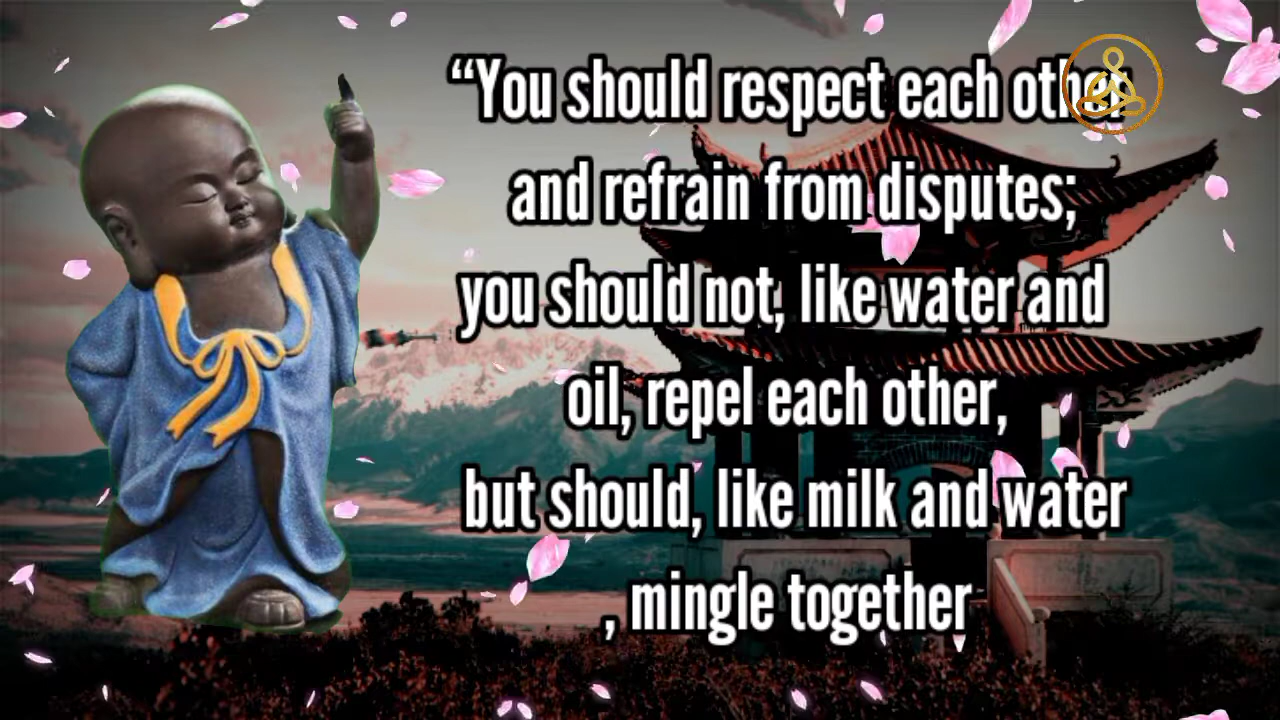 “You should respect each other
and refrain from disputes;
you should not, like water and
oil, repel each other,
but should, like milk and water
, mingle together